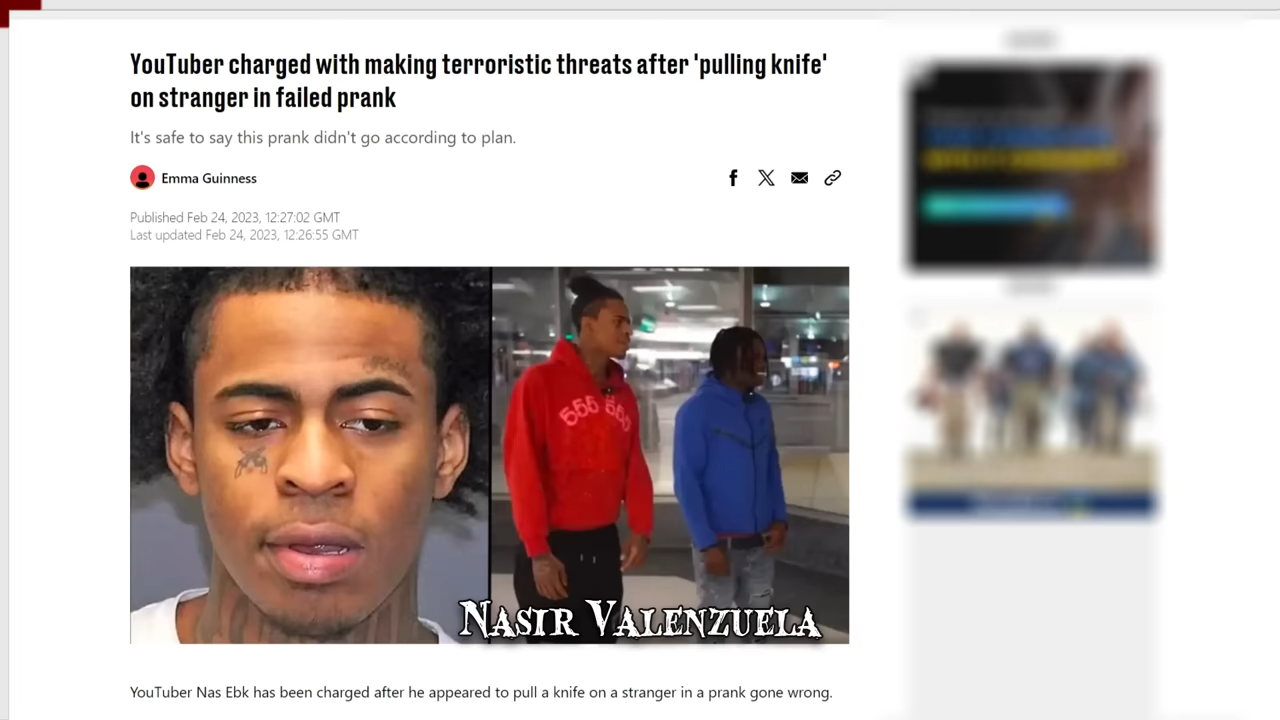 YouTuber charged with making terroristic threats after 'pulling knife'
on stranger in failed prank
It's safe to say this prank didn't go according to plan.
Emma Guinness
Published Feb 24, 2023, 12:27:02 GMT
Last updated Feb 24, 2023, 12:26:55 GMT
555 555
NASIR VALENZUELA
YouTuber Nas Ebk has been charged after he appeared to pull a knife on a stranger in a prank gone wrong.